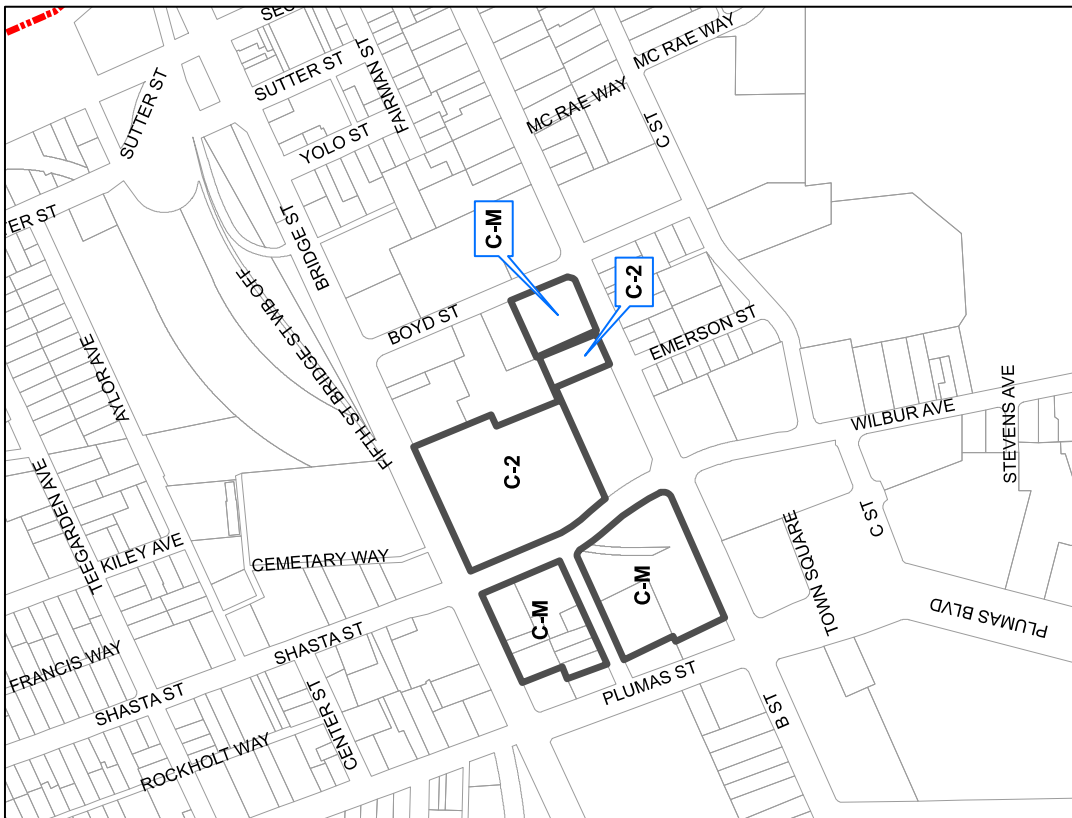 SEC
SUTTER ST
FAIRMAN ST
MC RAE WAY
SUTTER ST
YOLO ST
MC RAE WAY
C ST
ER ST
BRIDGE ST
C-M
C-2
FIFTH ST BRIDGE ST WB OFF
BOYD ST
EMERSON ST
AYLOR AVE
WILBUR AVE
STEVENS AVE
TEEGARDEN AVE
C-2
KILEY AVE
CEMETARY WAY
C ST
TOWN SQUARE
C-M
C-M
PLUMAS BLVD
FRANCIS WAY
SHASTA ST
SHASTA ST
PLUMAS ST
CENTER ST
B ST
ROCKHOLT WAY